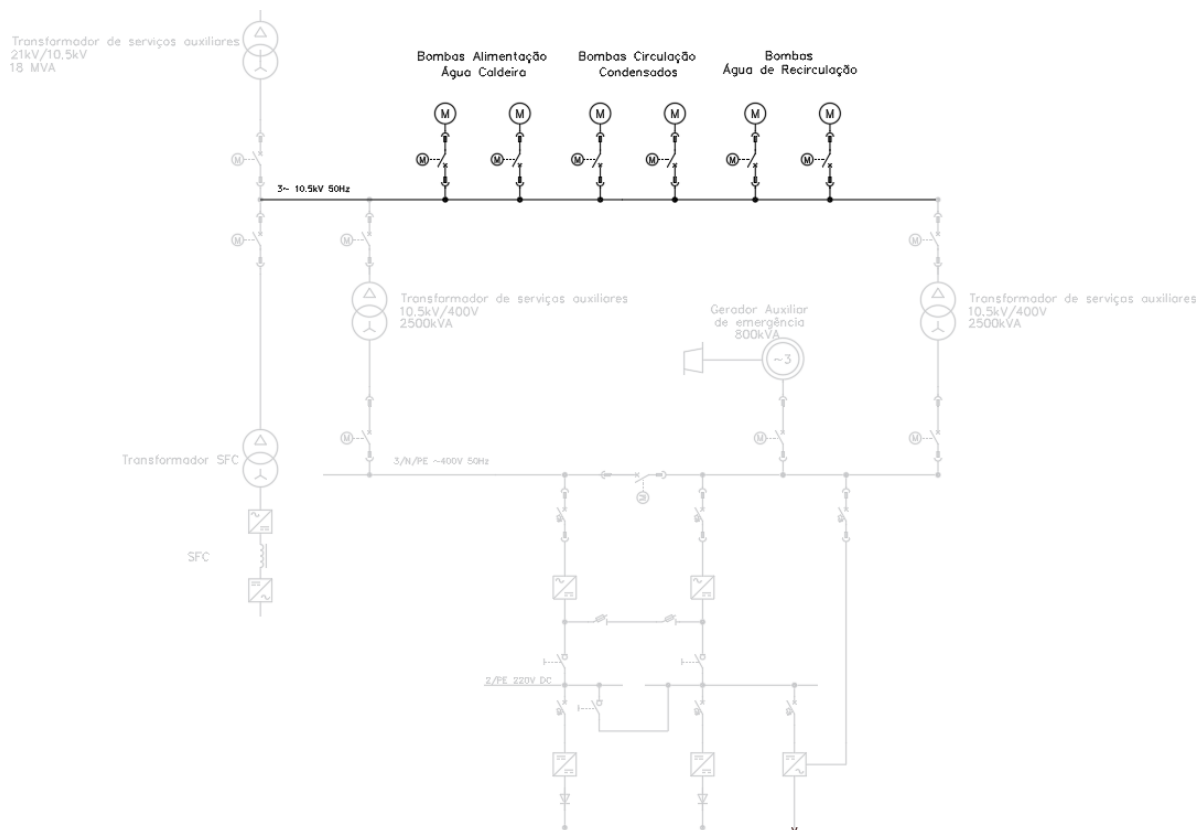 Transformador de serviços auxiliares
21kV/10.5kV
18 MVA
Bombas Alimentação
Água Caldeira
Bombas Circulação
Condensados
Bombas
Água de Recirculação
M
M
M
M
M
M
M
M
M
M
M
M
M
3~ 10.5kV 50Hz
M
M
M
Transformador de serviços auxiliares
10.5kV/400V
2500kVA
Gerador Auxiliar
de emergência
800kVA
~3
Transformador de serviças auxiliares
10.5kV/400V
2500kVA
M
M
M
Transformador SFC
3/N/PE ~400V 50Hz
M
SFC
2/PE 220V DC